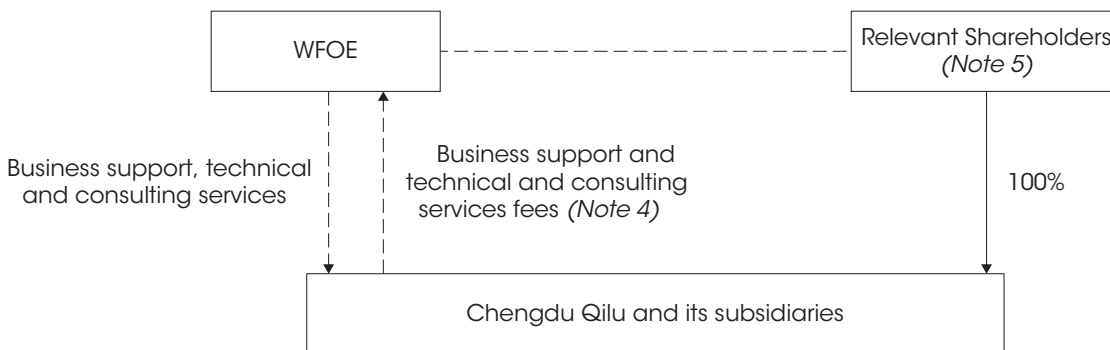 WFOE
Relevant Shareholders
(Note 5)
Business support, technical
and consulting services
Business support and
technical and consulting
services fees (Note 4)
100%
Chengdu Qilu and its subsidiaries